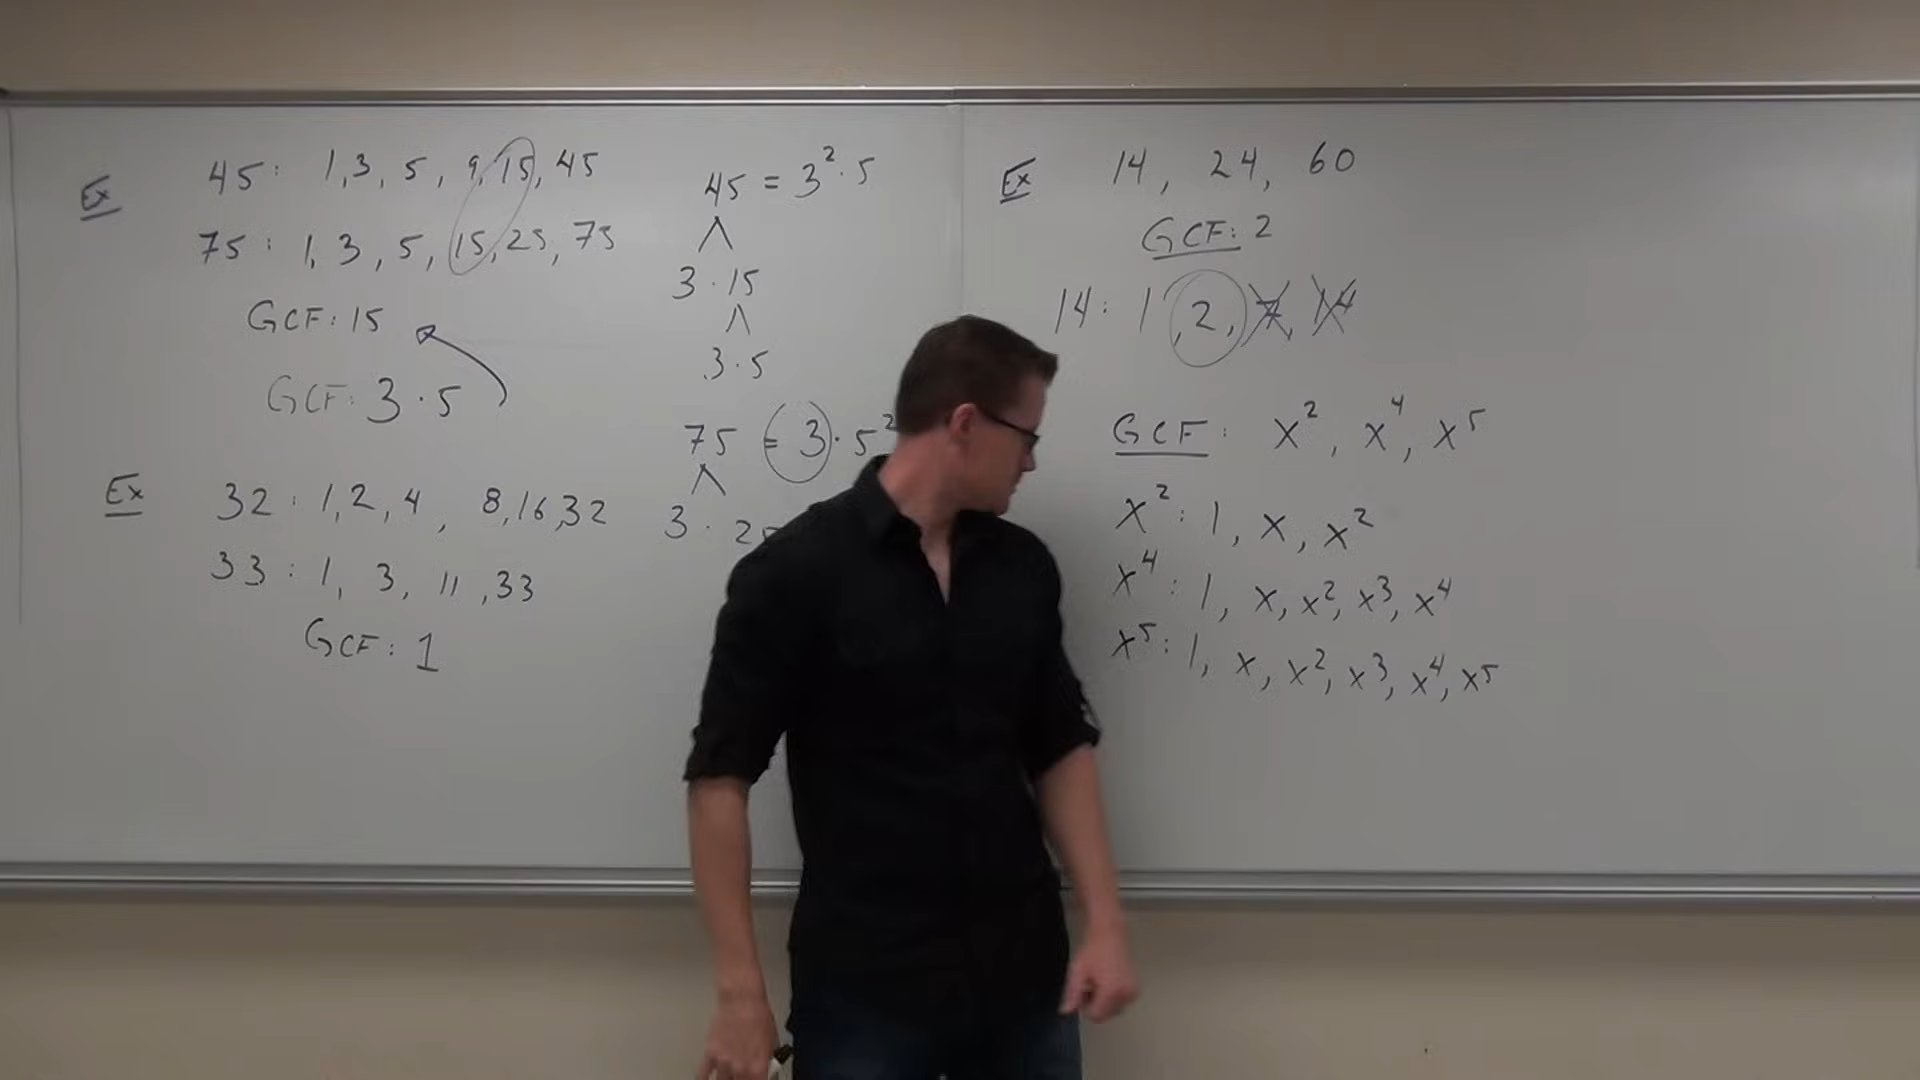 Ex
45: 1, 3, 5, 9, 15, 45
75: 1, 3, 5, 15, 25, 75
GCF: 15
GCF: 3·5
Ex
32: 1, 2, 4, 8, 16, 32
33: 1, 3, 11, 33
GCF: 1
45 = 3²·5
3·15
3·5
75 = 3·5²
3·
Ex
14, 24, 60
GCF: 2
14: 1, 2, 7, 14
GCF: x², x⁴, x⁵
x²: 1, x, x²
x⁴: 1, x, x², x³, x⁴
x⁵: 1, x, x², x³, x⁴, x⁵